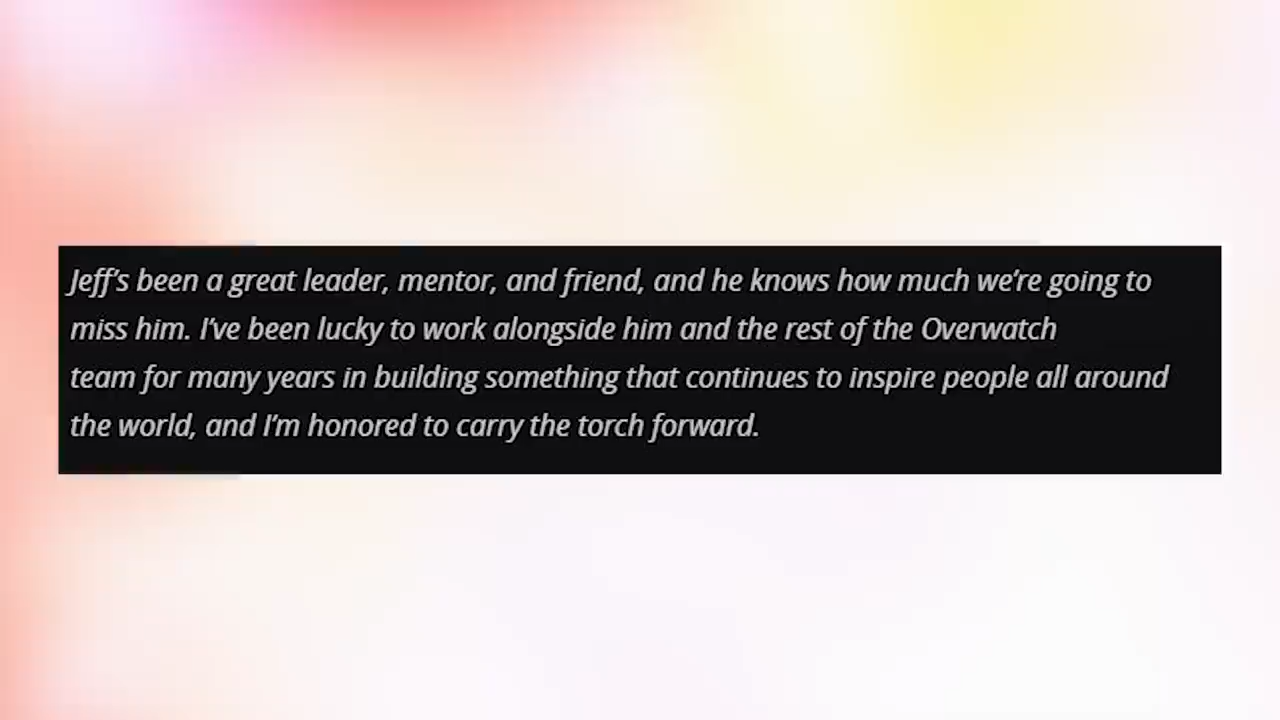 Jeff’s been a great leader, mentor, and friend, and he knows how much we’re going to
miss him. I’ve been lucky to work alongside him and the rest of the Overwatch
team for many years in building something that continues to inspire people all around
the world, and I’m honored to carry the torch forward.